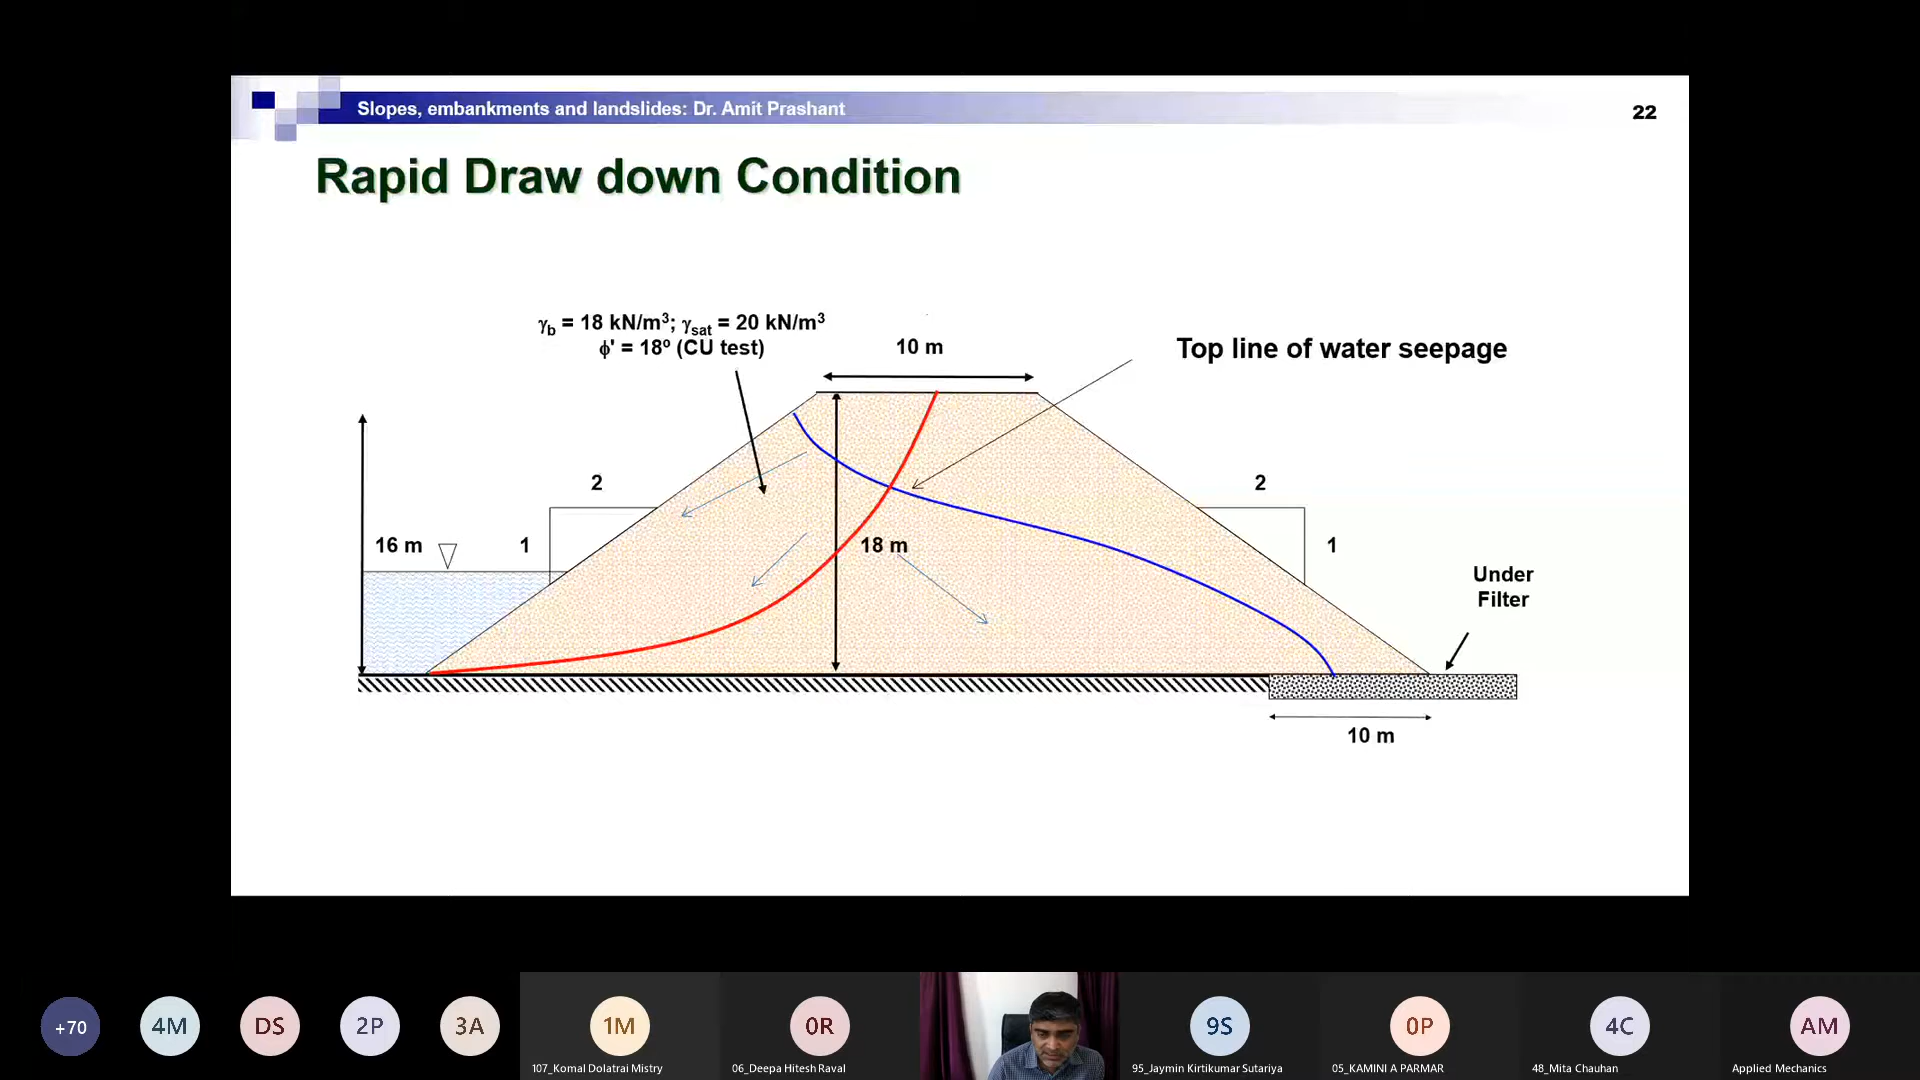 Slopes, embankments and landslides: Dr. Amit Prashant
22
Rapid Draw down Condition
γb = 18 kN/m3; γsat = 20 kN/m3
ϕ' = 18º (CU test)
10 m
Top line of water seepage
2
2
16 m
1
18 m
1
Under
Filter
10 m
+70
4M
DS
2P
3A
1M
0R
9S
0P
4C
AM
107_Komal Dolatrai Mistry
06_Deepa Hitesh Raval
95_Jaymin Kirtikumar Sutariya
05_KAMINI A PARMAR
48_Mita Chauhan
Applied Mechanics